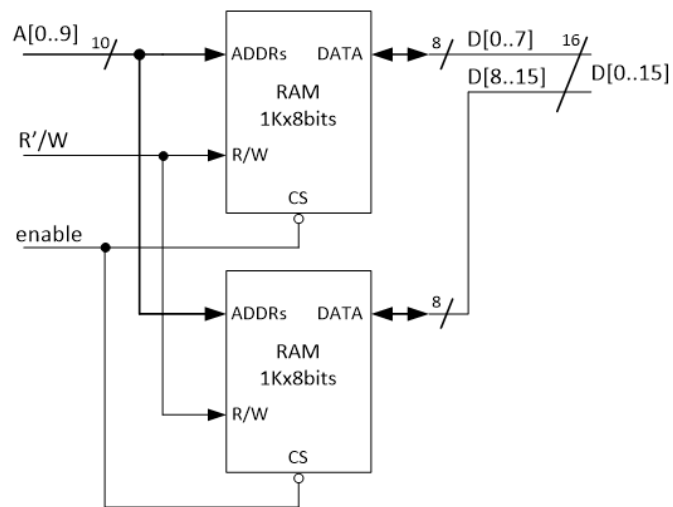 A[0..9]
10
ADDRs DATA
8
D[0..7]
16
D[8..15]
D[0..15]
RAM
1Kx8bits
R'/W
R/W
CS
enable
ADDRs DATA
8
RAM
1Kx8bits
R/W
CS